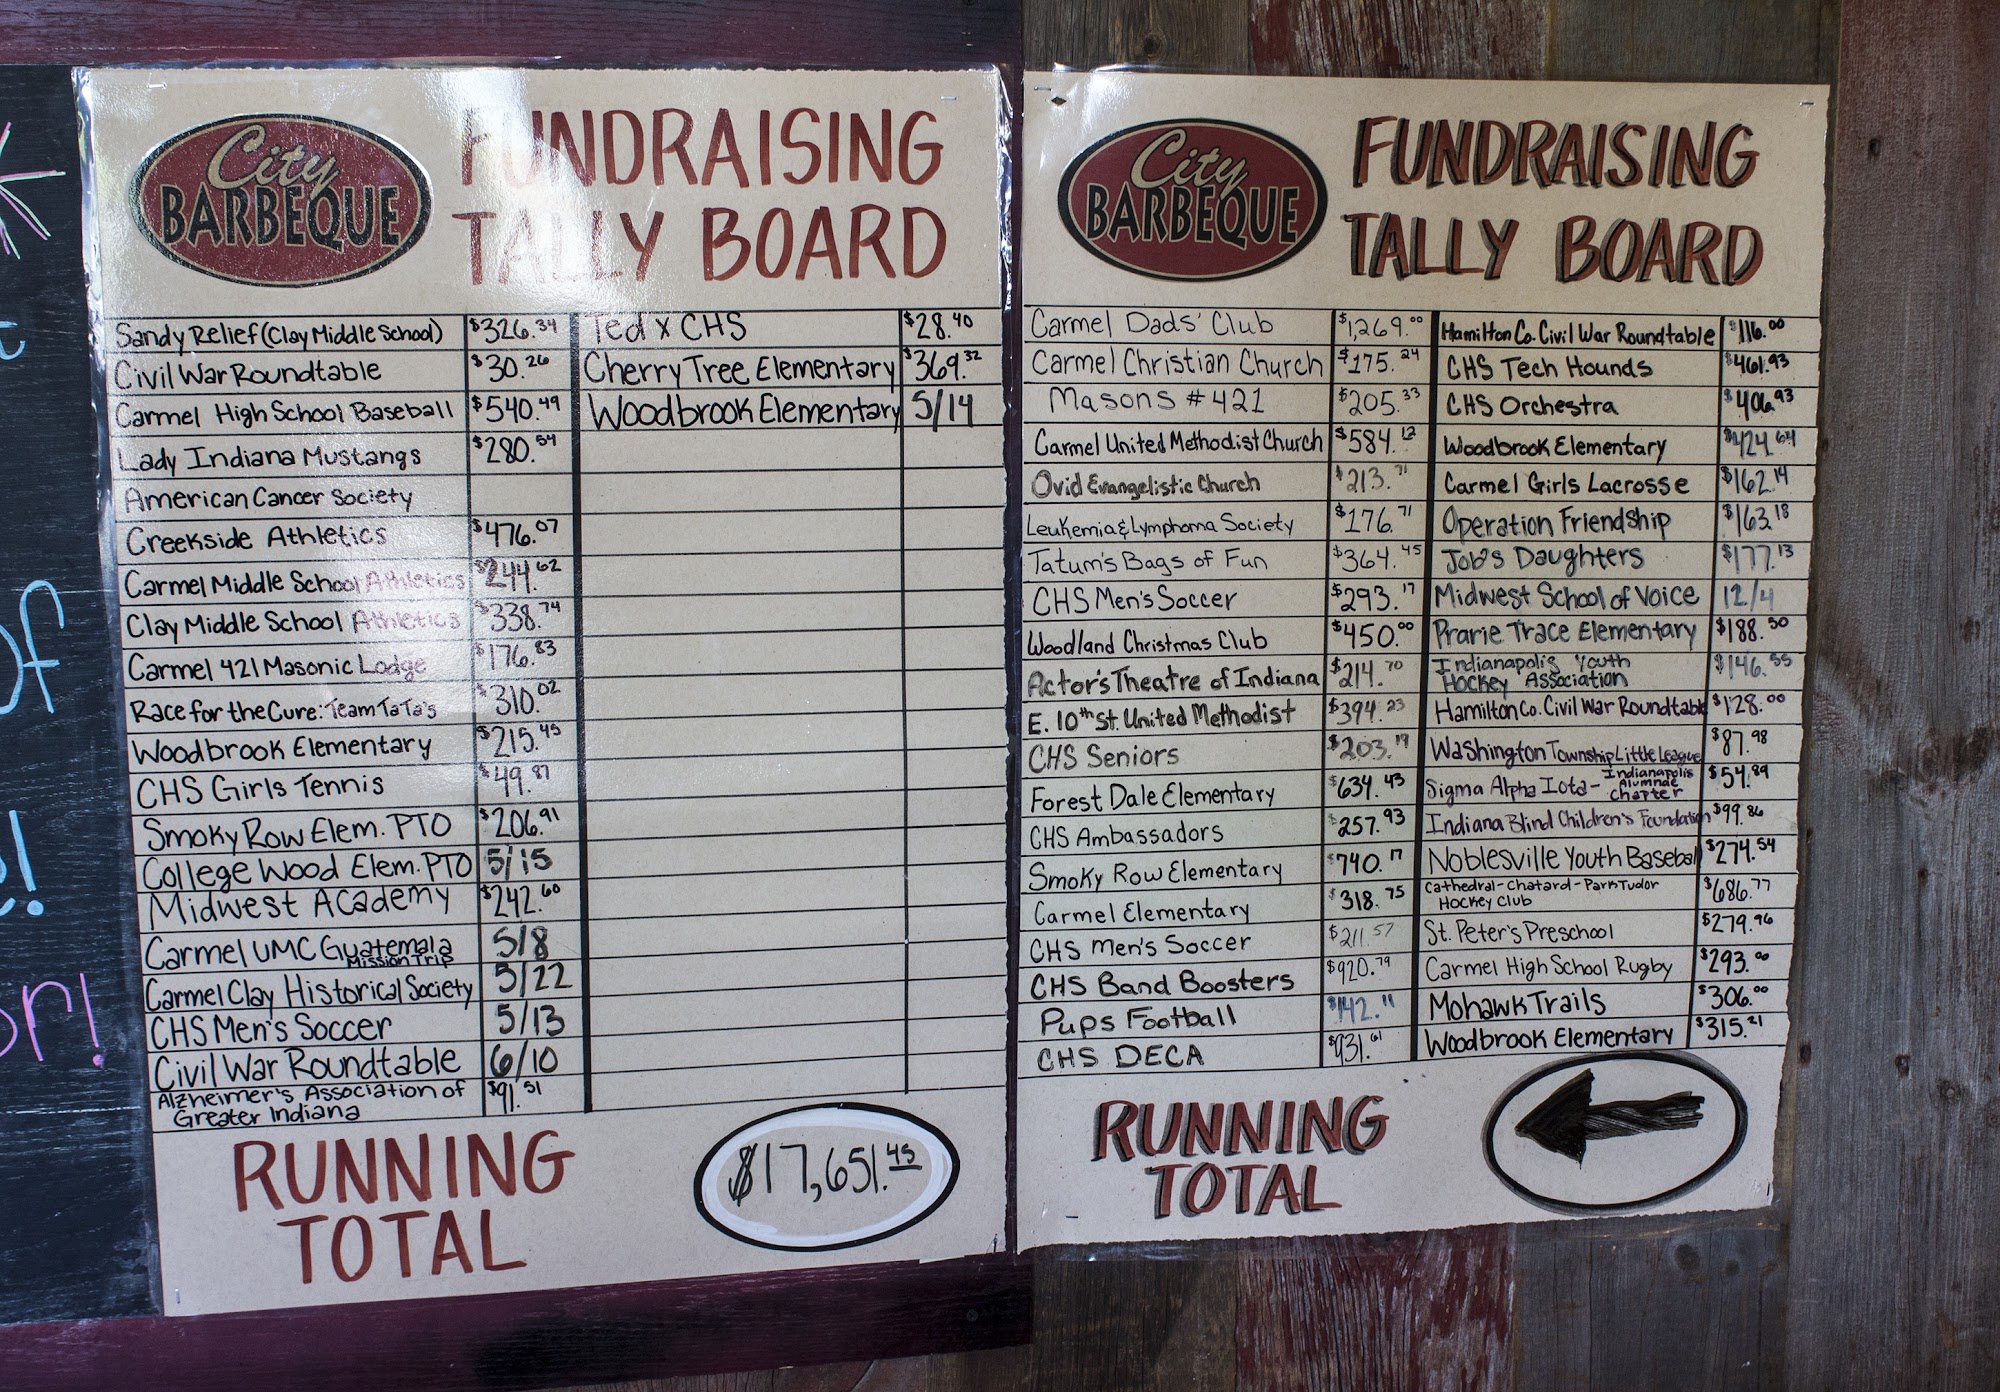 City
BARBEQUE
FUNDRAISING
TALLY BOARD
Sandy Relief (Clay Middle School) $326.34
Civil War Roundtable $30.26
Carmel High School Baseball $540.49
Lady Indiana Mustangs $280.54
American Cancer Society
Creekside Athletics $476.07
Carmel Middle School Athletics $244.62
Clay Middle School Athletics $338.74
Carmel 421 Masonic Lodge $176.83
Race for the Cure: Team TaTa's $310.02
Woodbrook Elementary $215.45
CHS Girls Tennis $49.87
Smoky Row Elem. PTO $206.91
College Wood Elem. PTO 5/15
Midwest Academy $242.60
Carmel UMC Guatemala
Mission Trip 5/8
Carmel Clay Historical Society 5/22
CHS Men's Soccer 5/13
Civil War Roundtable 6/10
Alzheimer's Association of
Greater Indiana $91.51
Ted x CHS $28.40
Cherry Tree Elementary $369.32
Woodbrook Elementary 5/14
RUNNING
TOTAL
$17,651.45
City
BARBEQUE
FUNDRAISING
TALLY BOARD
Carmel Dads' Club $1,269.00
Carmel Christian Church $175.24
Masons #421 $205.33
Carmel United Methodist Church $584.12
Ovid Evangelistic Church $213.71
Leukemia & Lymphoma Society $176.71
Tatum's Bags of Fun $364.45
CHS Men's Soccer $293.17
Woodland Christmas Club $450.00
Actor's Theatre of Indiana $214.70
E. 10th St. United Methodist $394.23
CHS Seniors $203.19
Forest Dale Elementary $634.43
CHS Ambassadors $257.93
Smoky Row Elementary $740.17
Carmel Elementary $318.75
CHS Men's Soccer $211.57
CHS Band Boosters $920.79
Pups Football $142.11
CHS DECA $931.61
Hamilton Co. Civil War Roundtable $116.00
CHS Tech Hounds $461.93
CHS Orchestra $406.93
Woodbrook Elementary $424.64
Carmel Girls Lacrosse $162.14
Operation Friendship $163.18
Job's Daughters $177.13
Midwest School of Voice 12/4
Prarie Trace Elementary $188.50
Indianapolis Youth
Hockey Association $146.55
Hamilton Co. Civil War Roundtable $128.00
Washington Township Little League $87.98
Sigma Alpha Iota - Indianapolis
Alumnae
Chapter $54.89
Indiana Blind Children's Foundation $99.86
Noblesville Youth Baseball $274.54
Cathedral-Chatard-Park Tudor
Hockey Club $686.77
St. Peter's Preschool $279.96
Carmel High School Rugby $293.00
Mohawk Trails $306.00
Woodbrook Elementary $315.21
RUNNING
TOTAL